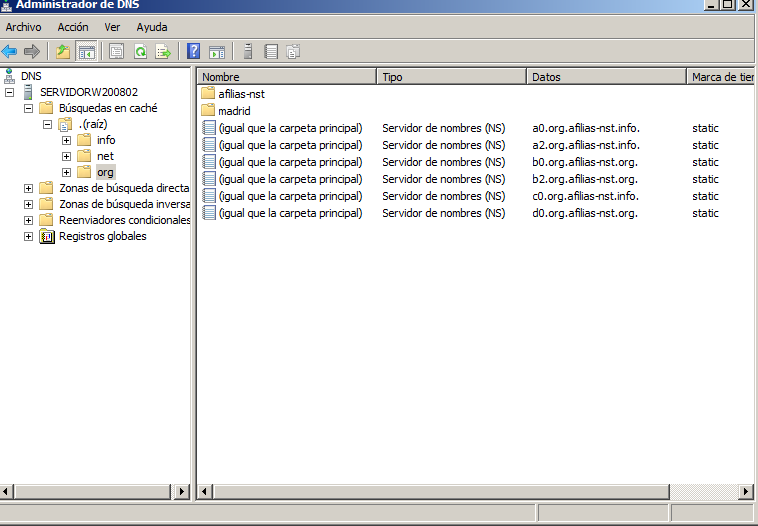 Administrador de DNS
Archivo Acción Ver Ayuda
DNS
SERVIDORW200802
Búsquedas en caché
.(raíz)
info
net
org
Zonas de búsqueda directa
Zonas de búsqueda inversa
Reenviadores condicionales
Registros globales
Nombre Tipo Datos Marca de tier
afilias-nst
madrid
(igual que la carpeta principal) Servidor de nombres (NS) a0.org.afilias-nst.info. static
(igual que la carpeta principal) Servidor de nombres (NS) a2.org.afilias-nst.info. static
(igual que la carpeta principal) Servidor de nombres (NS) b0.org.afilias-nst.org. static
(igual que la carpeta principal) Servidor de nombres (NS) b2.org.afilias-nst.org. static
(igual que la carpeta principal) Servidor de nombres (NS) c0.org.afilias-nst.info. static
(igual que la carpeta principal) Servidor de nombres (NS) d0.org.afilias-nst.org. static